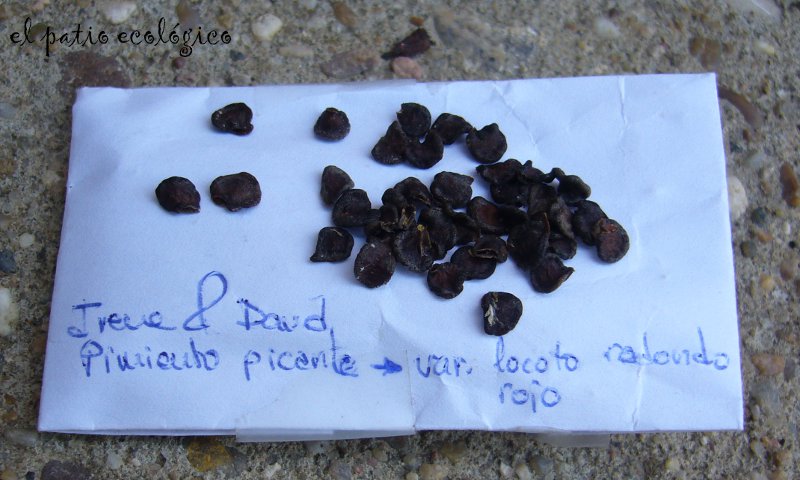 el patio ecológico
Irene & David
Pimiento picante → var. locoto redondo
rojo